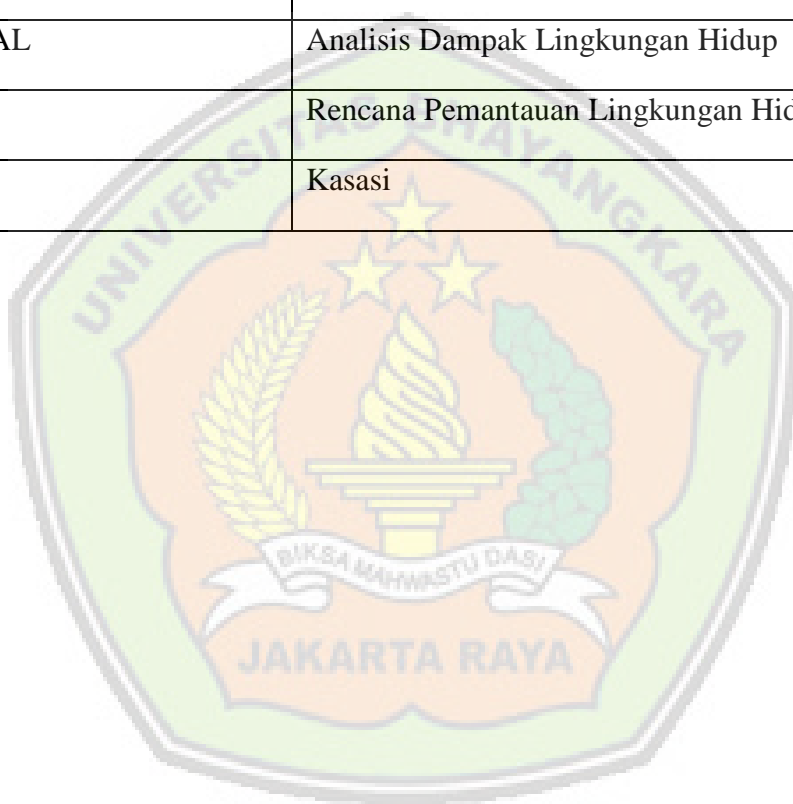 AL Analisis Dampak Lingkungan Hidup
Rencana Pemantauan Lingkungan Hid
Kasasi
UNIVERSITAS BHAYANGKARA
BIKSA MAHWASTU DASI
JAKARTA RAYA